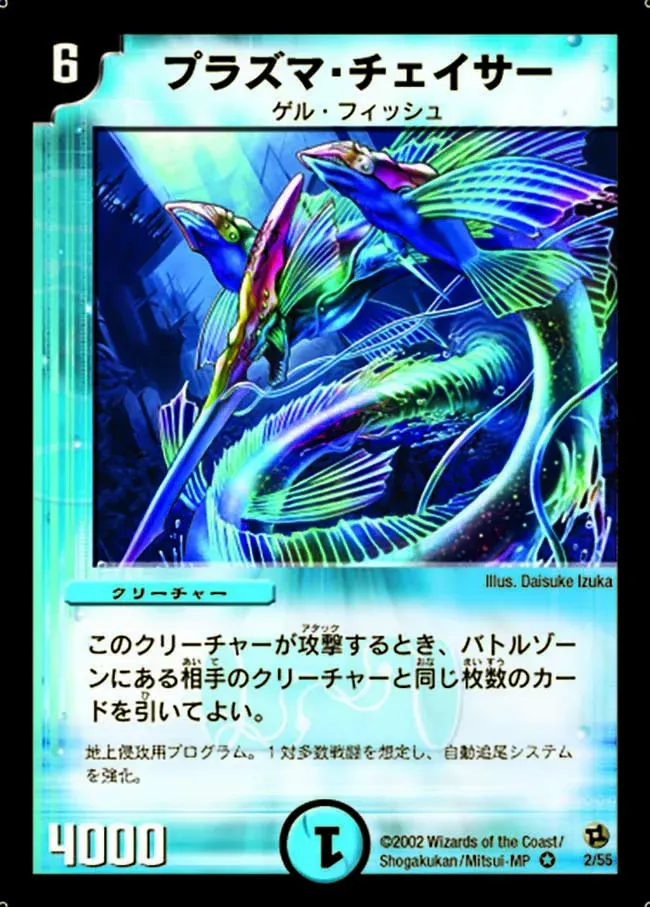 6
プラズマ・チェイサー
ゲル・フィッシュ
Illus. Daisuke Izuka
クリーチャー
このクリーチャーが攻撃するとき、バトルゾー
ンにある相手のクリーチャーと同じ枚数のカー
ドを引いてよい。
地上侵攻用プログラム。1対多数戦闘を想定し、自動追尾システム
を強化。
4000
1
©2002 Wizards of the Coast/
Shogakukan/Mitsui-MP
2/55